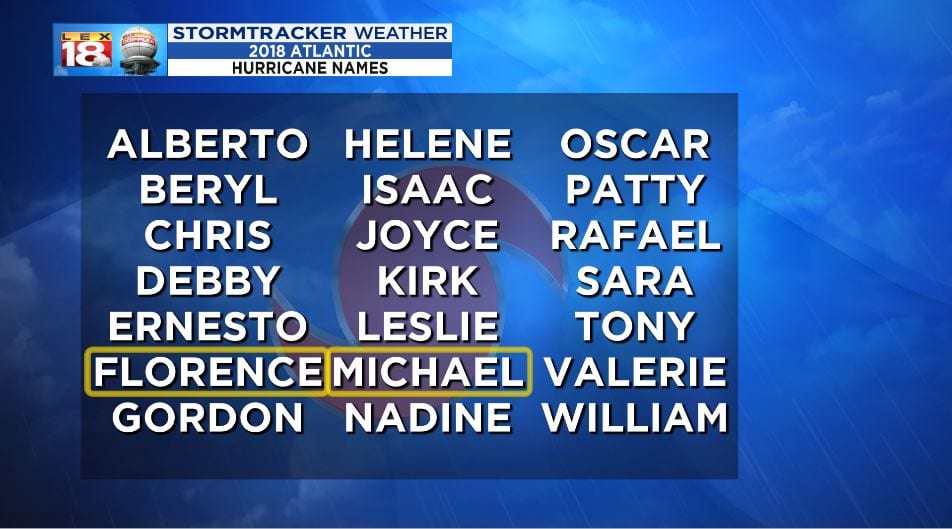 LEX
18
STORMTRACKER WEATHER
2018 ATLANTIC
HURRICANE NAMES
ALBERTO HELENE OSCAR
BERYL ISAAC PATTY
CHRIS JOYCE RAFAEL
DEBBY KIRK SARA
ERNESTO LESLIE TONY
FLORENCE MICHAEL VALERIE
GORDON NADINE WILLIAM